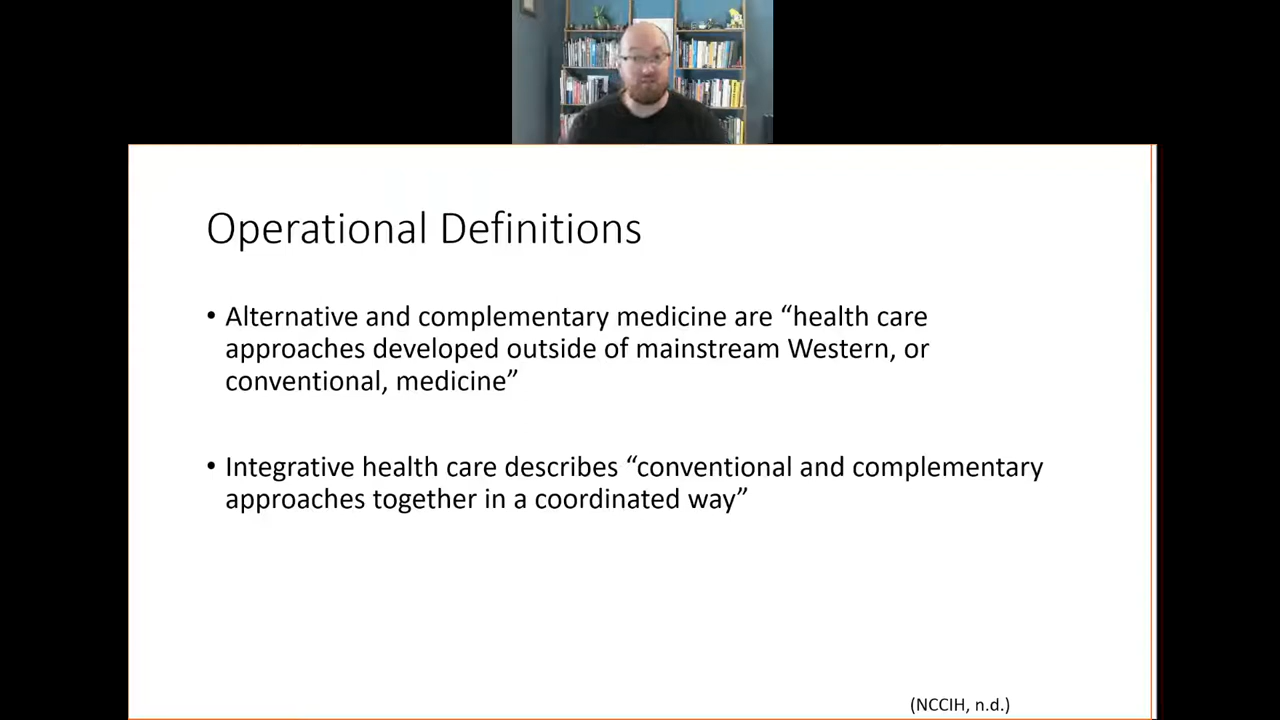 Operational Definitions
• Alternative and complementary medicine are “health care
approaches developed outside of mainstream Western, or
conventional, medicine”
• Integrative health care describes “conventional and complementary
approaches together in a coordinated way”
(NCCIH, n.d.)